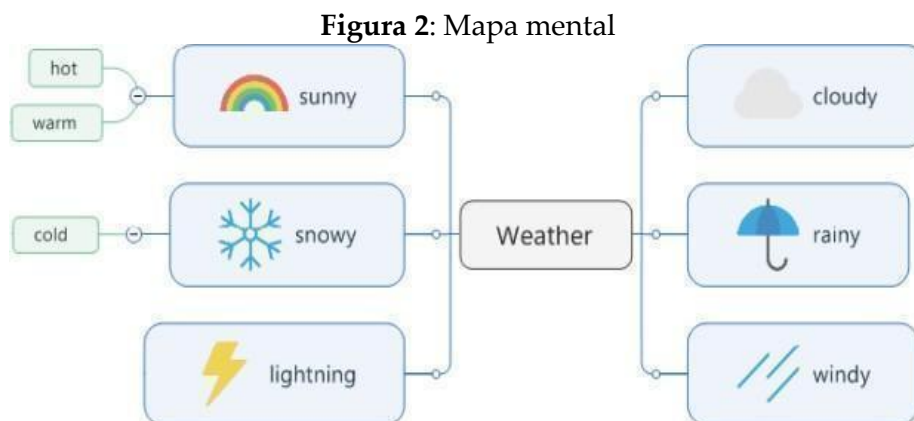 Figura 2: Mapa mental
hot
warm
sunny
cold
snowy
lightning
Weather
cloudy
rainy
windy